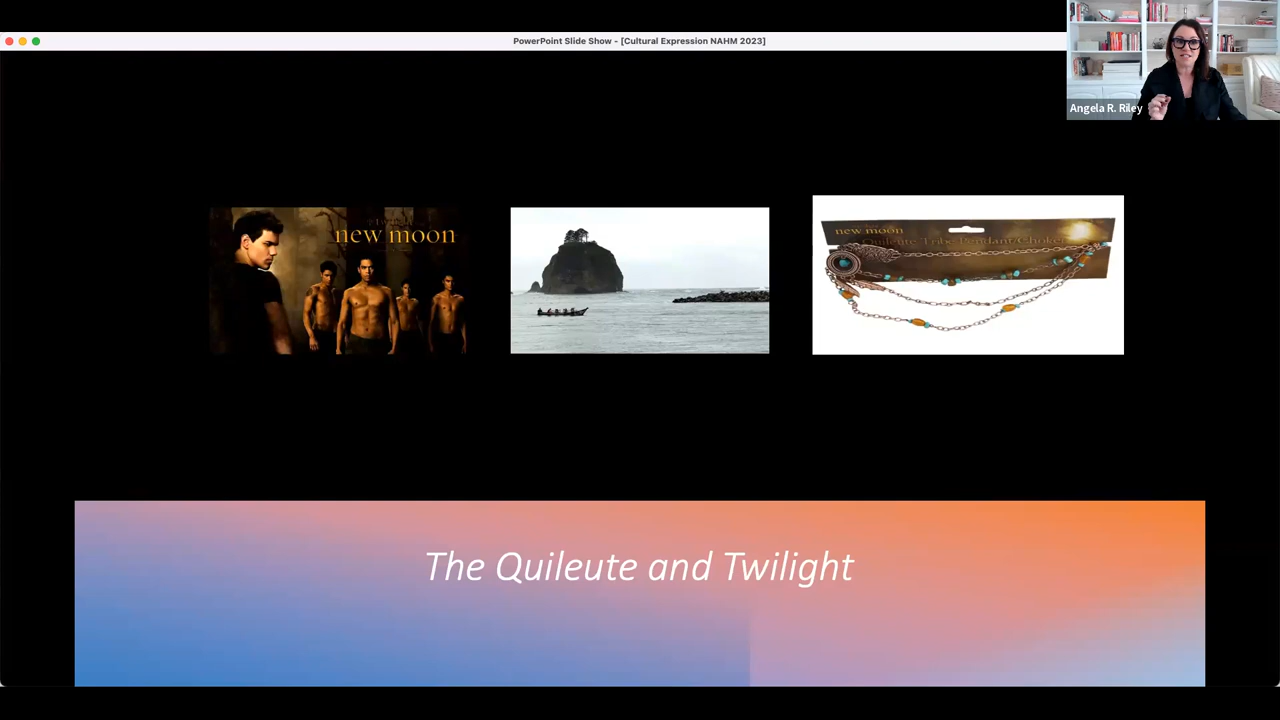 PowerPoint Slide Show - [Cultural Expression NAHM 2023]
Angela R. Riley
new moon
new moon
Quileute Tribe Pendant/Choker
The Quileute and Twilight